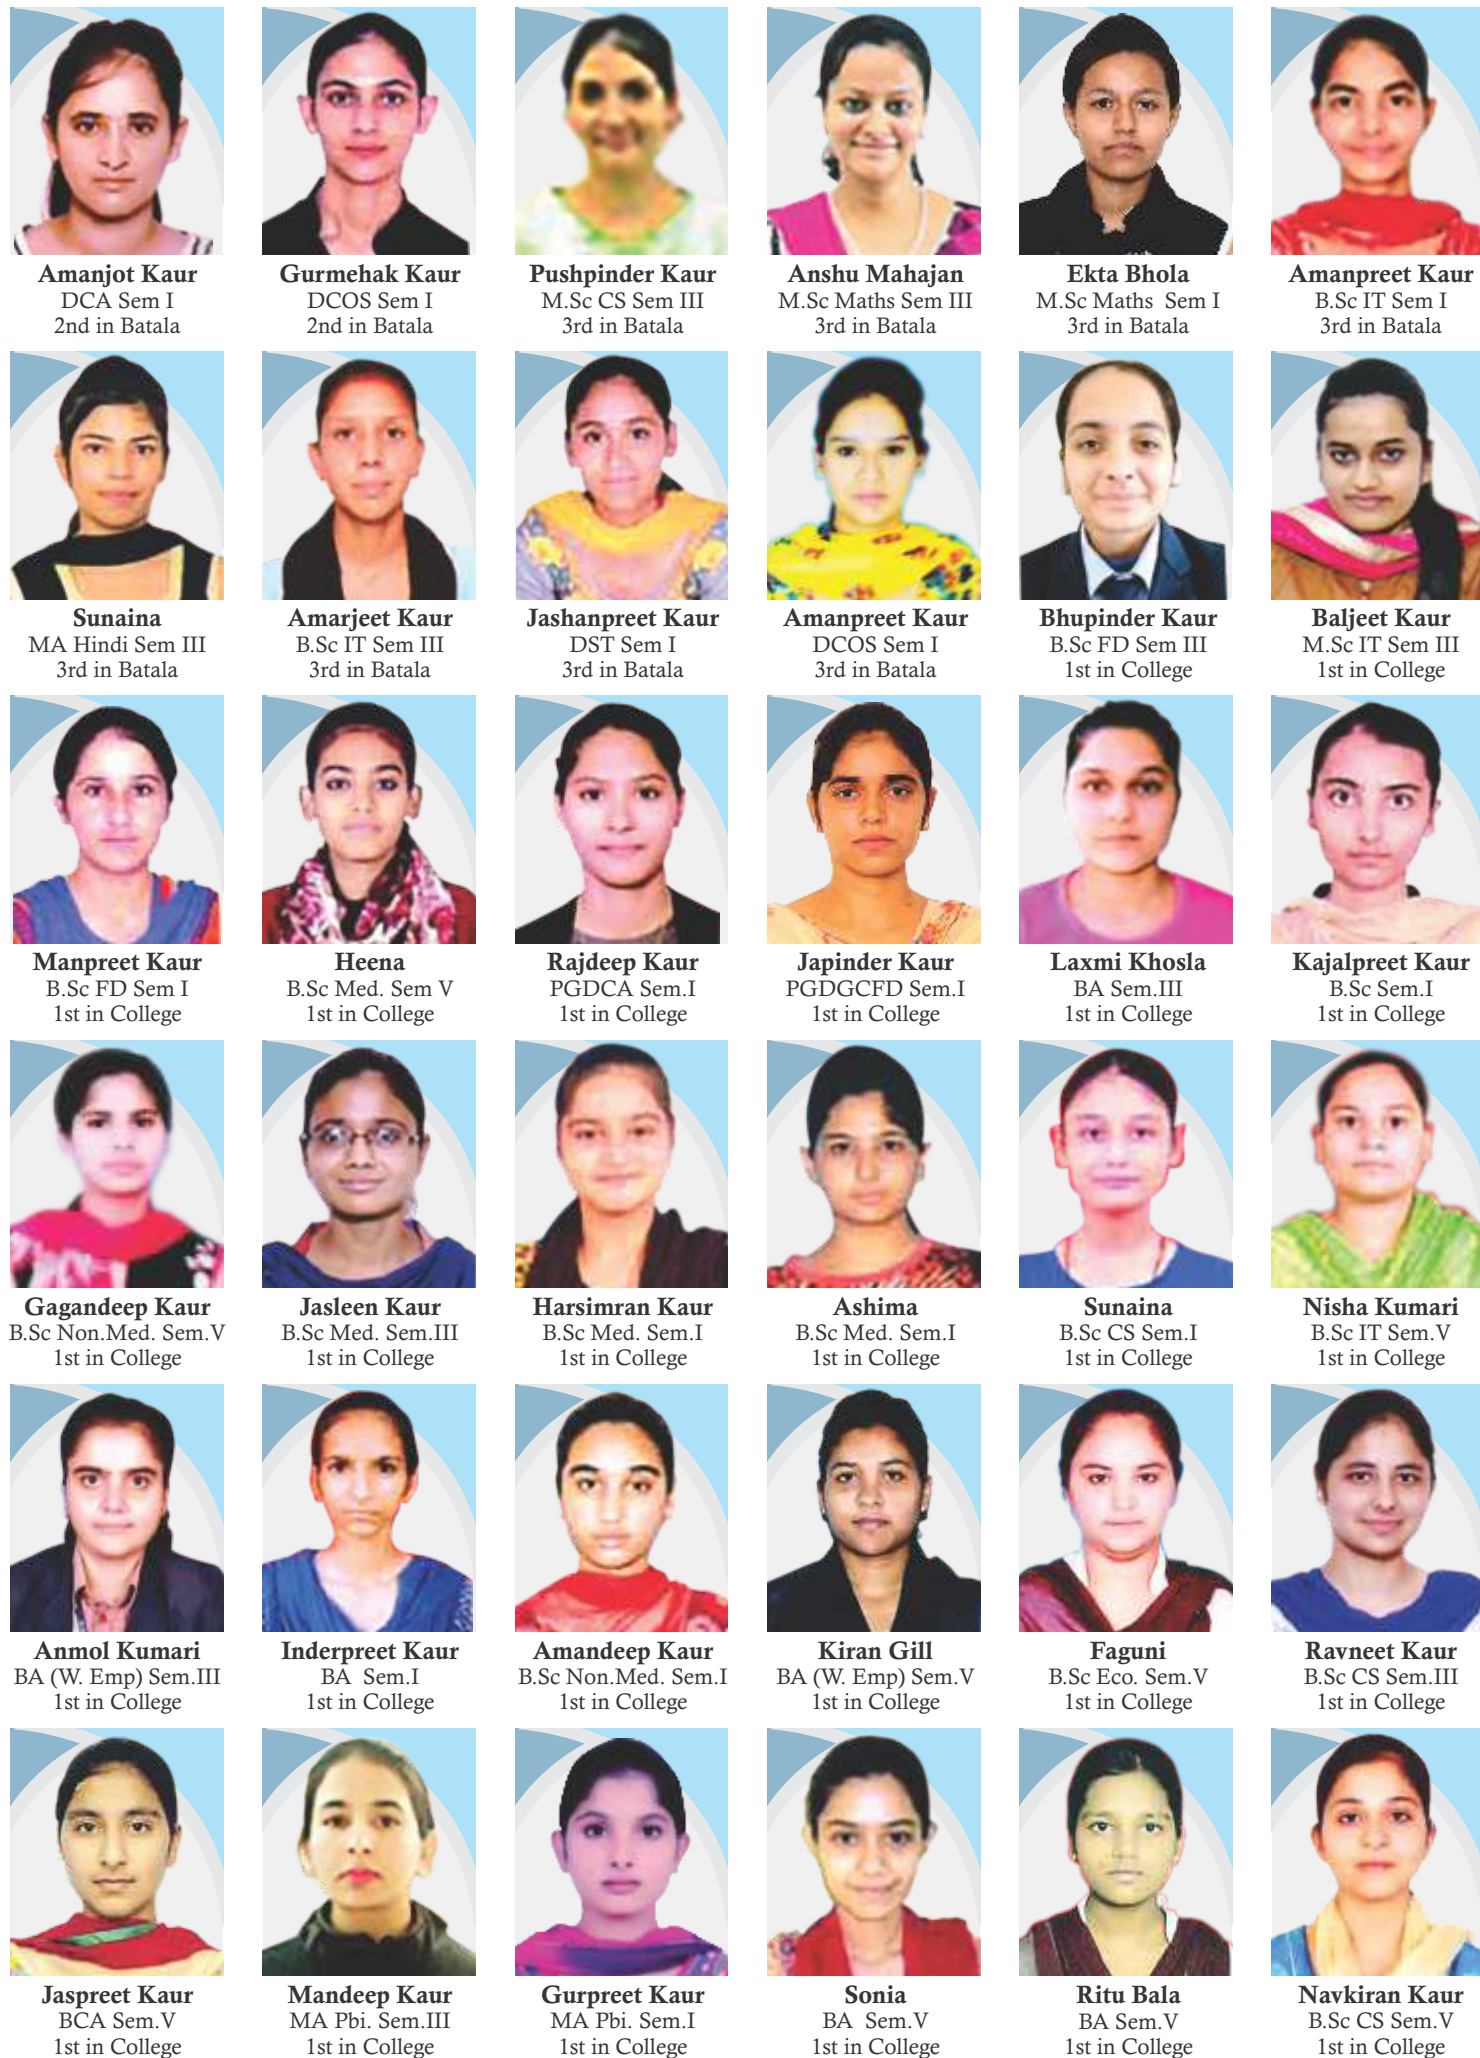 Amanjot Kaur
DCA Sem I
2nd in Batala
Gurmehak Kaur
DCOS Sem I
2nd in Batala
Pushpinder Kaur
M.Sc CS Sem III
3rd in Batala
Anshu Mahajan
M.Sc Maths Sem III
3rd in Batala
Ekta Bhola
M.Sc Maths Sem I
3rd in Batala
Amanpreet Kaur
B.Sc IT Sem I
3rd in Batala
Sunaina
MA Hindi Sem III
3rd in Batala
Amarjeet Kaur
B.Sc IT Sem III
3rd in Batala
Jashanpreet Kaur
DST Sem I
3rd in Batala
Amanpreet Kaur
DCOS Sem I
3rd in Batala
Bhupinder Kaur
B.Sc FD Sem III
1st in College
Baljeet Kaur
M.Sc IT Sem III
1st in College
Manpreet Kaur
B.Sc FD Sem I
1st in College
Heena
B.Sc Med. Sem V
1st in College
Rajdeep Kaur
PGDCA Sem.I
1st in College
Japinder Kaur
PGDGCFD Sem.I
1st in College
Laxmi Khosla
BA Sem.III
1st in College
Kajalpreet Kaur
B.Sc Sem.I
1st in College
Gagandeep Kaur
B.Sc Non.Med. Sem.V
1st in College
Jasleen Kaur
B.Sc Med. Sem.III
1st in College
Harsimran Kaur
B.Sc Med. Sem.I
1st in College
Ashima
B.Sc Med. Sem.I
1st in College
Sunaina
B.Sc CS Sem.I
1st in College
Nisha Kumari
B.Sc IT Sem.V
1st in College
Anmol Kumari
BA (W. Emp) Sem.III
1st in College
Inderpreet Kaur
BA Sem.I
1st in College
Amandeep Kaur
B.Sc Non.Med. Sem.I
1st in College
Kiran Gill
BA (W. Emp) Sem.V
1st in College
Faguni
B.Sc Eco. Sem.V
1st in College
Ravneet Kaur
B.Sc CS Sem.III
1st in College
Jaspreet Kaur
BCA Sem.V
1st in College
Mandeep Kaur
MA Pbi. Sem.III
1st in College
Gurpreet Kaur
MA Pbi. Sem.I
1st in College
Sonia
BA Sem.V
1st in College
Ritu Bala
BA Sem.V
1st in College
Navkiran Kaur
B.Sc CS Sem.V
1st in College